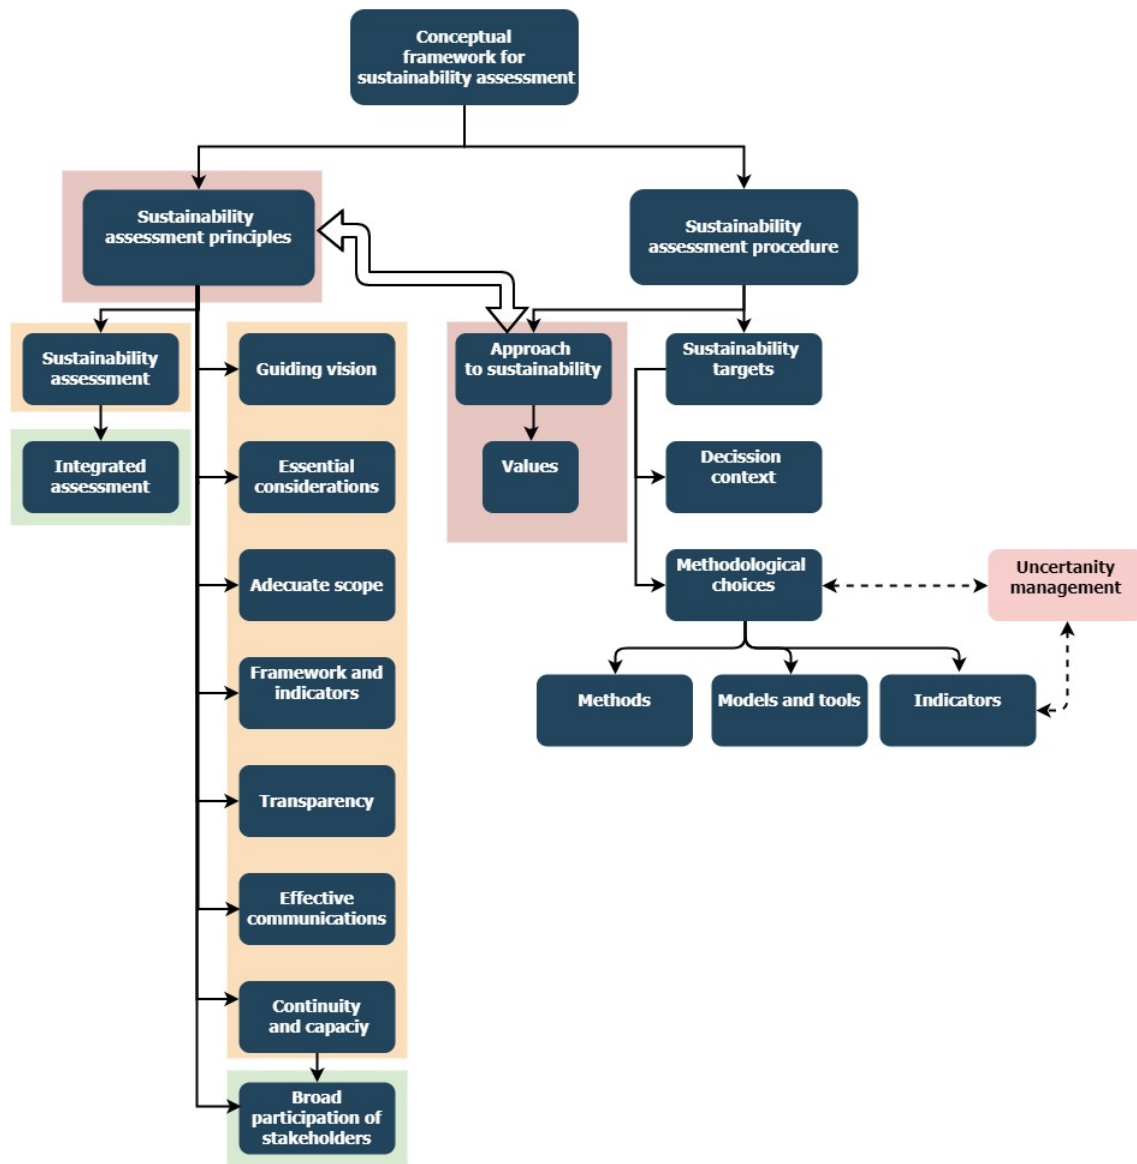 Conceptual
framework for
sustainability assessment
Sustainability
assessment principles
Sustainability
assessment procedure
Sustainability
assessment
Guiding vision
Approach
to sustainability
Sustainability
targets
Integrated
assessment
Essential
considerations
Values
Decission
context
Adecuate scope
Methodological
choices
Uncertanity
management
Framework and
indicators
Methods
Models and tools
Indicators
Transparency
Effective
communications
Continuity
and capaciy
Broad
participation of
stakeholders